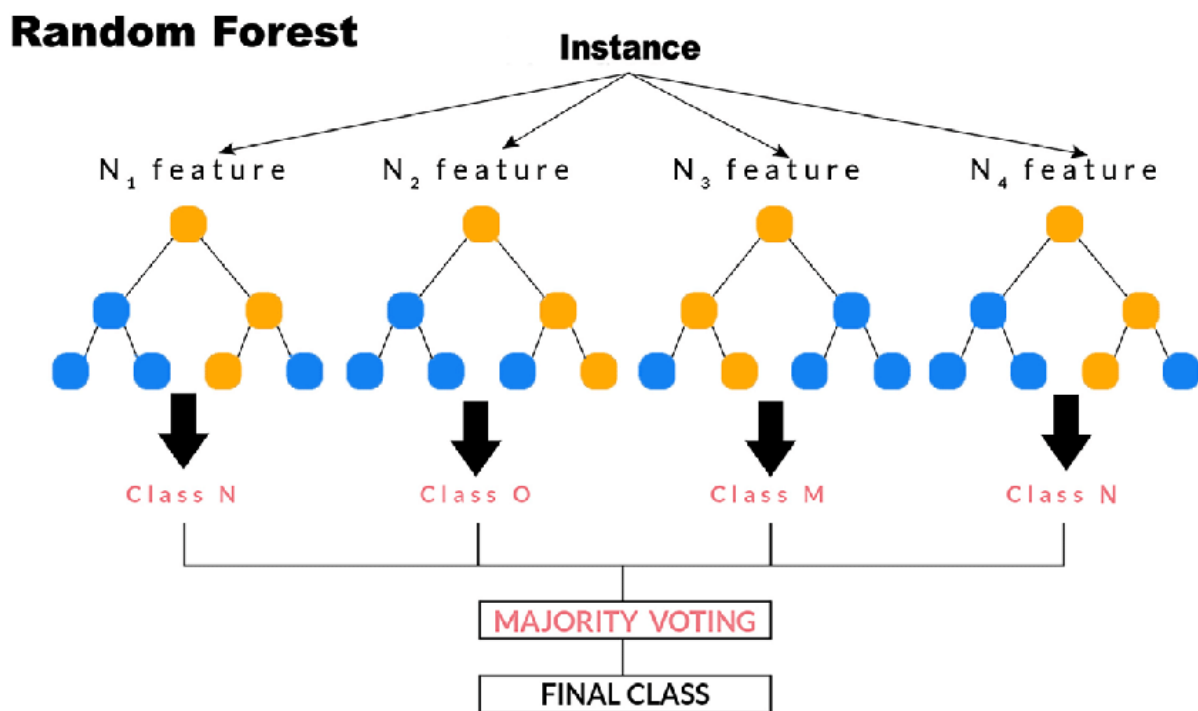 Random Forest
Instance
N₁ feature
N₂ feature
N₃ feature
N₄ feature
Class N
Class O
Class M
Class N
MAJORITY VOTING
FINAL CLASS